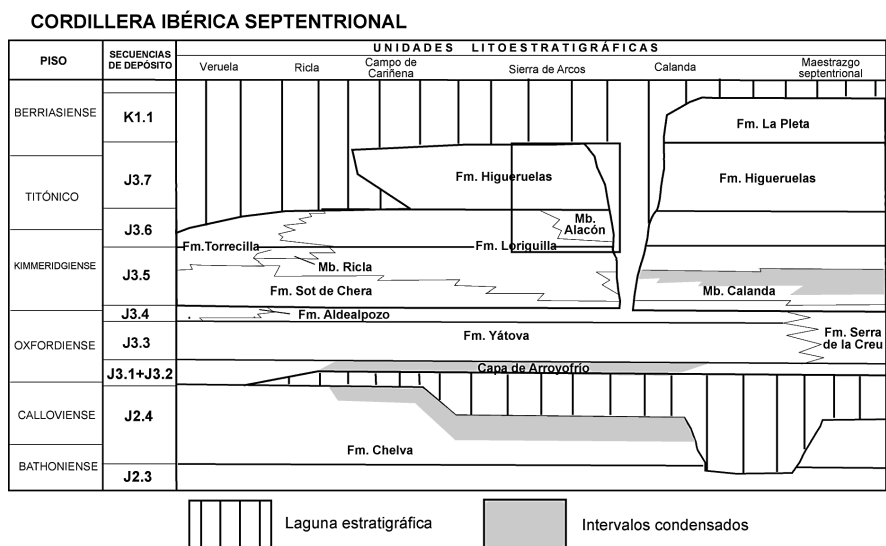 CORDILLERA IBÉRICA SEPTENTRIONAL
PISO
SECUENCIAS
DE DEPÓSITO
UNIDADES LITOESTRATIGRÁFICAS
Veruela
Ricla
Campo de
Cariñena
Sierra de Arcos
Calanda
Maestrazgo
septentrional
BERRIASIENSE
K1.1
Fm. La Pleta
TITÓNICO
J3.7
Fm. Higueruelas
Fm. Higueruelas
J3.6
Mb.
Alacón
Fm.Torrecilla
Fm. Loriguilla
KIMMERIDGIENSE
J3.5
Mb. Ricla
Fm. Sot de Chera
Mb. Calanda
J3.4
Fm. Aldealpozo
OXFORDIENSE
J3.3
Fm. Yátova
Fm. Serra
de la Creu
J3.1+J3.2
Capa de Arroyofrío
CALLOVIENSE
J2.4
Fm. Chelva
BATHONIENSE
J2.3
Laguna estratigráfica
Intervalos condensados